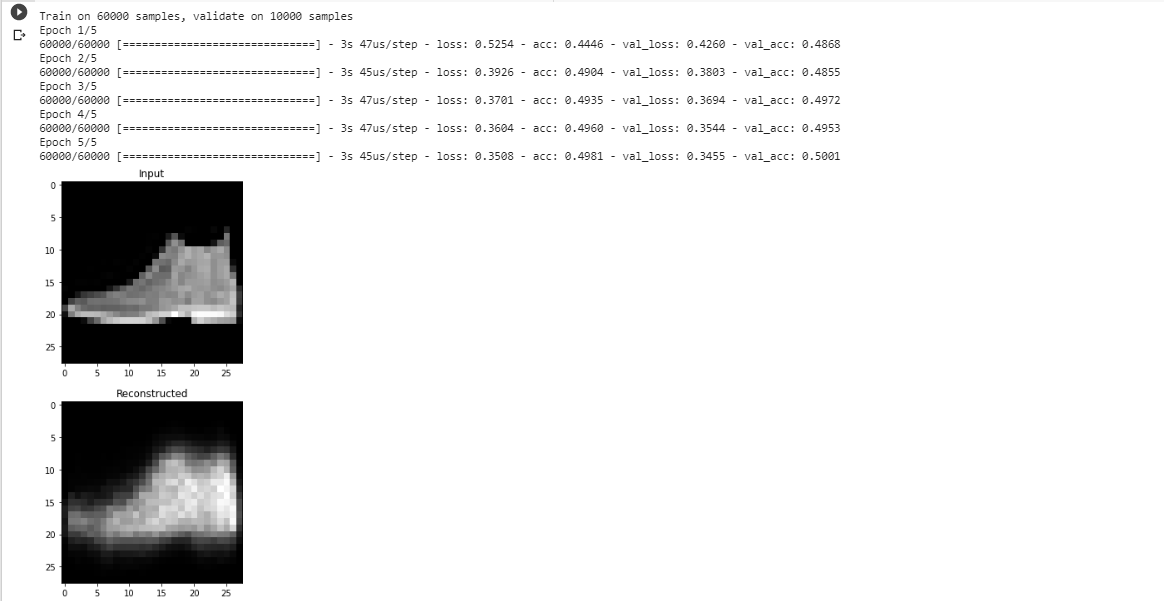 Train on 60000 samples, validate on 10000 samples
Epoch 1/5
60000/60000 [==============================] - 3s 47us/step - loss: 0.5254 - acc: 0.4446 - val_loss: 0.4260 - val_acc: 0.4868
Epoch 2/5
60000/60000 [==============================] - 3s 45us/step - loss: 0.3926 - acc: 0.4904 - val_loss: 0.3803 - val_acc: 0.4855
Epoch 3/5
60000/60000 [==============================] - 3s 47us/step - loss: 0.3701 - acc: 0.4935 - val_loss: 0.3694 - val_acc: 0.4972
Epoch 4/5
60000/60000 [==============================] - 3s 47us/step - loss: 0.3604 - acc: 0.4960 - val_loss: 0.3544 - val_acc: 0.4953
Epoch 5/5
60000/60000 [==============================] - 3s 45us/step - loss: 0.3508 - acc: 0.4981 - val_loss: 0.3455 - val_acc: 0.5001
Input
0
5
10
15
20
25
0 5 10 15 20 25
Reconstructed
0
5
10
15
20
25
0 5 10 15 20 25